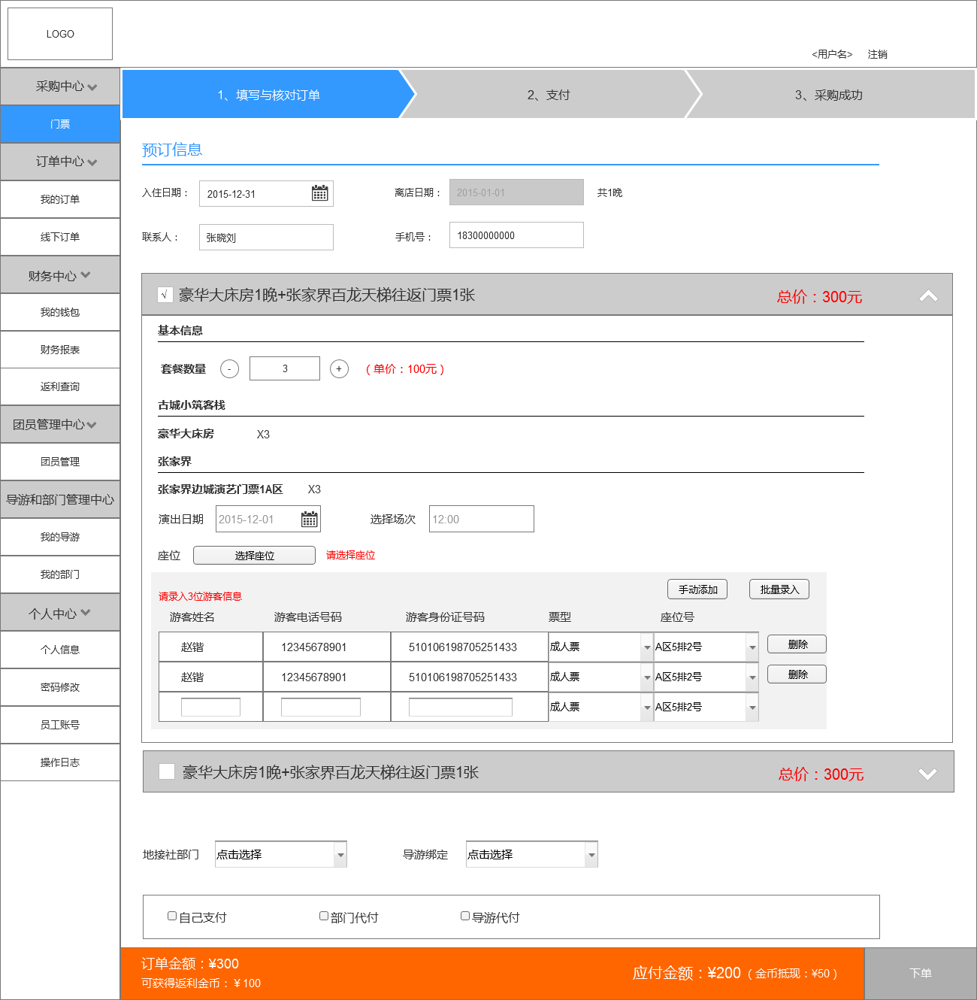 LOGO
<用户名> 注销
采购中心
门票
订单中心
我的订单
线下订单
财务中心
我的钱包
财务报表
返利查询
团员管理中心
团员管理
导游和部门管理中心
我的导游
我的部门
个人中心
个人信息
密码修改
员工账号
操作日志
1、填写与核对订单 2、支付 3、采购成功
预订信息
入住日期： 2015-12-31 离店日期： 2015-01-01 共1晚
联系人： 张晓刘 手机号： 18300000000
√ 豪华大床房1晚+张家界百龙天梯往返门票1张 总价：300元
基本信息
套餐数量 - 3 + （单价：100元）
古城小筑客栈
豪华大床房 X3
张家界
张家界边城演艺门票1A区 X3
演出日期 2015-12-01 选择场次 12:00
座位 选择座位 请选择座位
手动添加 批量录入
请录入3位游客信息
游客姓名 游客电话号码 游客身份证号码 票型 座位号
赵锴 12345678901 510106198705251433 成人票 A区5排2号 删除
赵锴 12345678901 510106198705251433 成人票 A区5排2号 删除
成人票 A区5排2号
豪华大床房1晚+张家界百龙天梯往返门票1张 总价：300元
地接社部门 点击选择 导游绑定 点击选择
自己支付 部门代付 导游代付
订单金额：¥300
可获得返利金币：￥100
应付金额：¥200（金币抵现：¥50）
下单